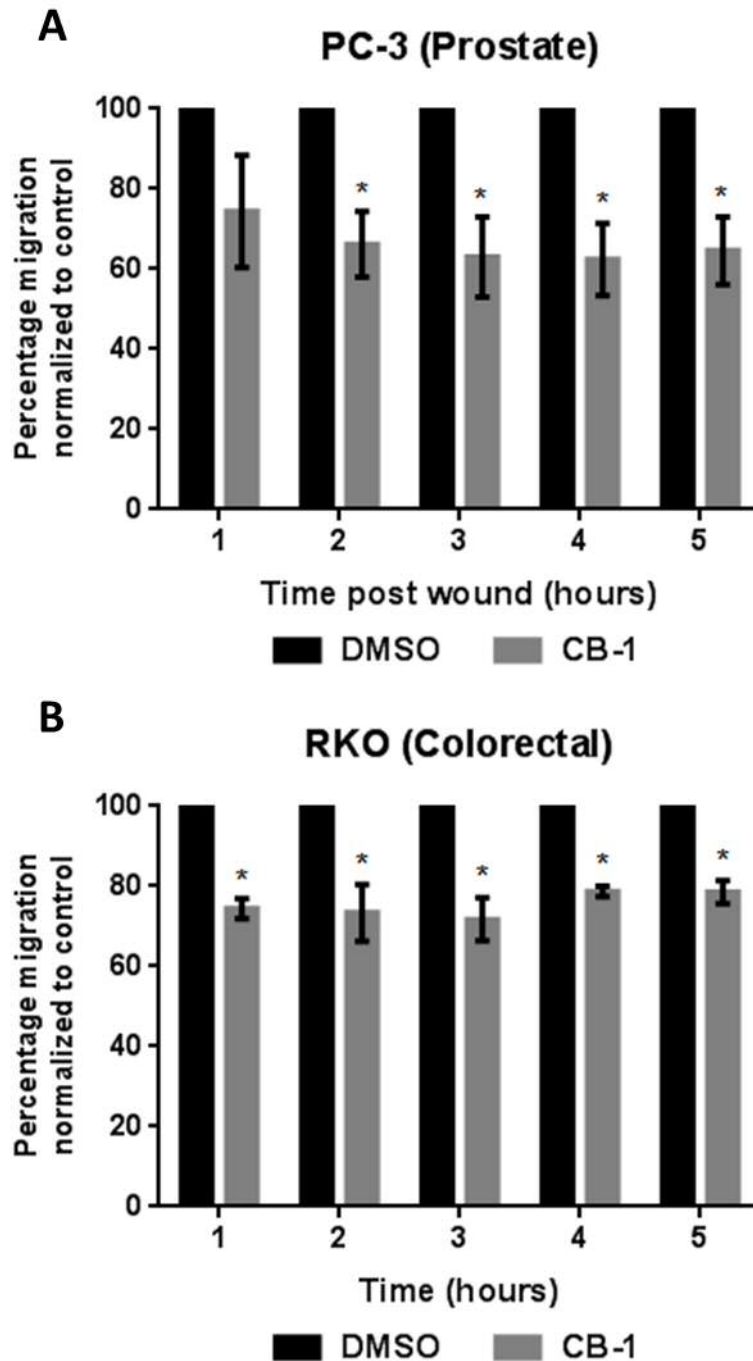 A
PC-3 (Prostate)
Percentage migration
normalized to control
100
80
60
40
20
0
* * * *
1 2 3 4 5
Time post wound (hours)
DMSO CB-1
B
RKO (Colorectal)
Percentage migration
normalized to control
100
80
60
40
20
0
* * * * *
1 2 3 4 5
Time (hours)
DMSO CB-1